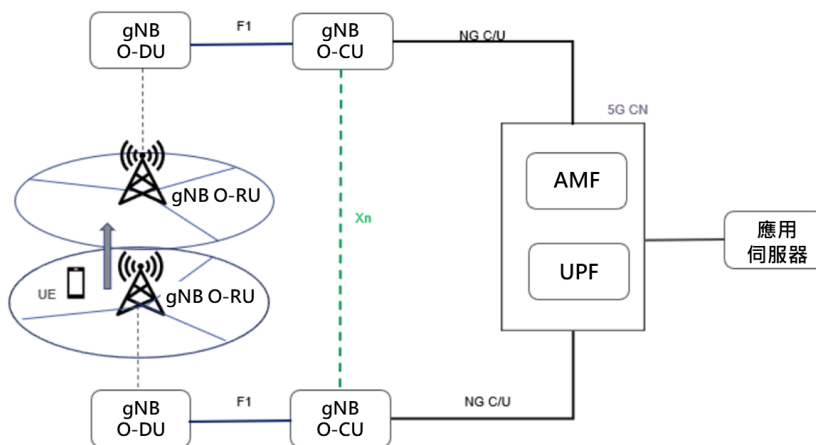 gNB
O-DU
F1
gNB
O-CU
NG C/U
5G CN
AMF
gNB O-RU
Xn
應用
伺服器
UPF
UE
gNB O-RU
gNB
O-DU
F1
gNB
O-CU
NG C/U